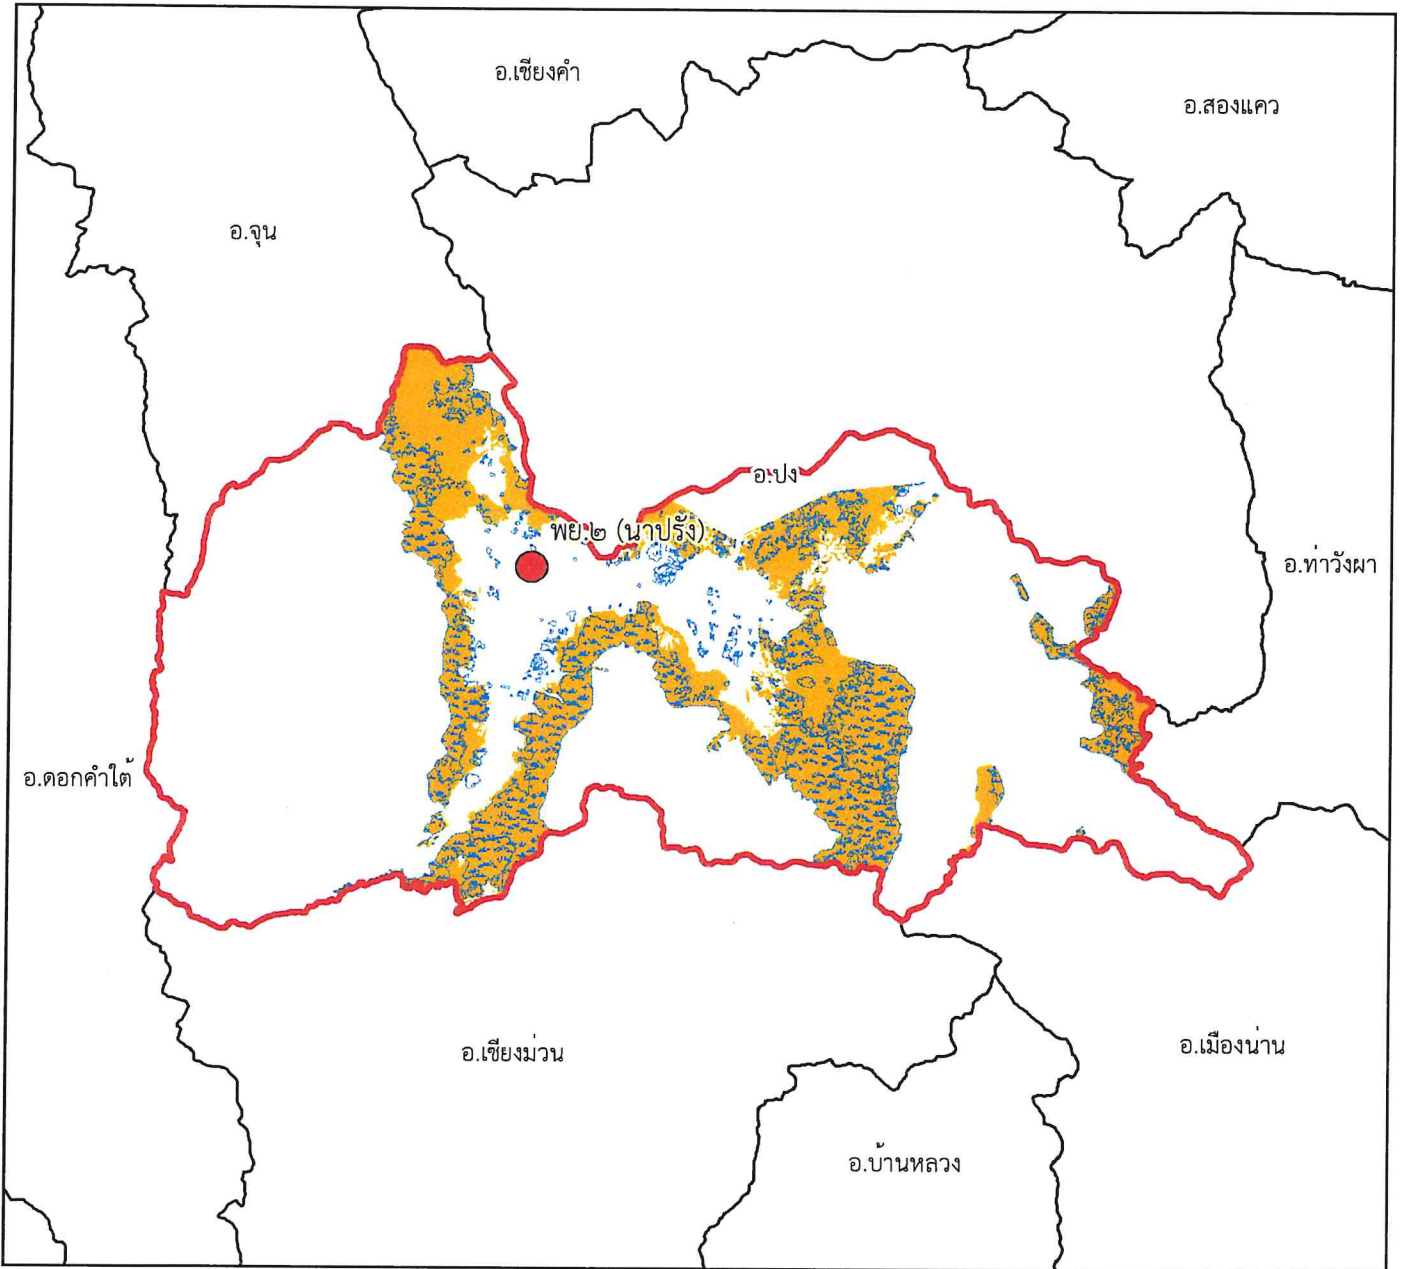 อ.เชียงคำ
อ.สองแคว
อ.จุน
อ.ปง
พย.๒ (นาปรัง)
อ.ท่าวังผา
อ.ดอกคำใต้
อ.เชียงม่วน
อ.เมืองน่าน
อ.บ้านหลวง